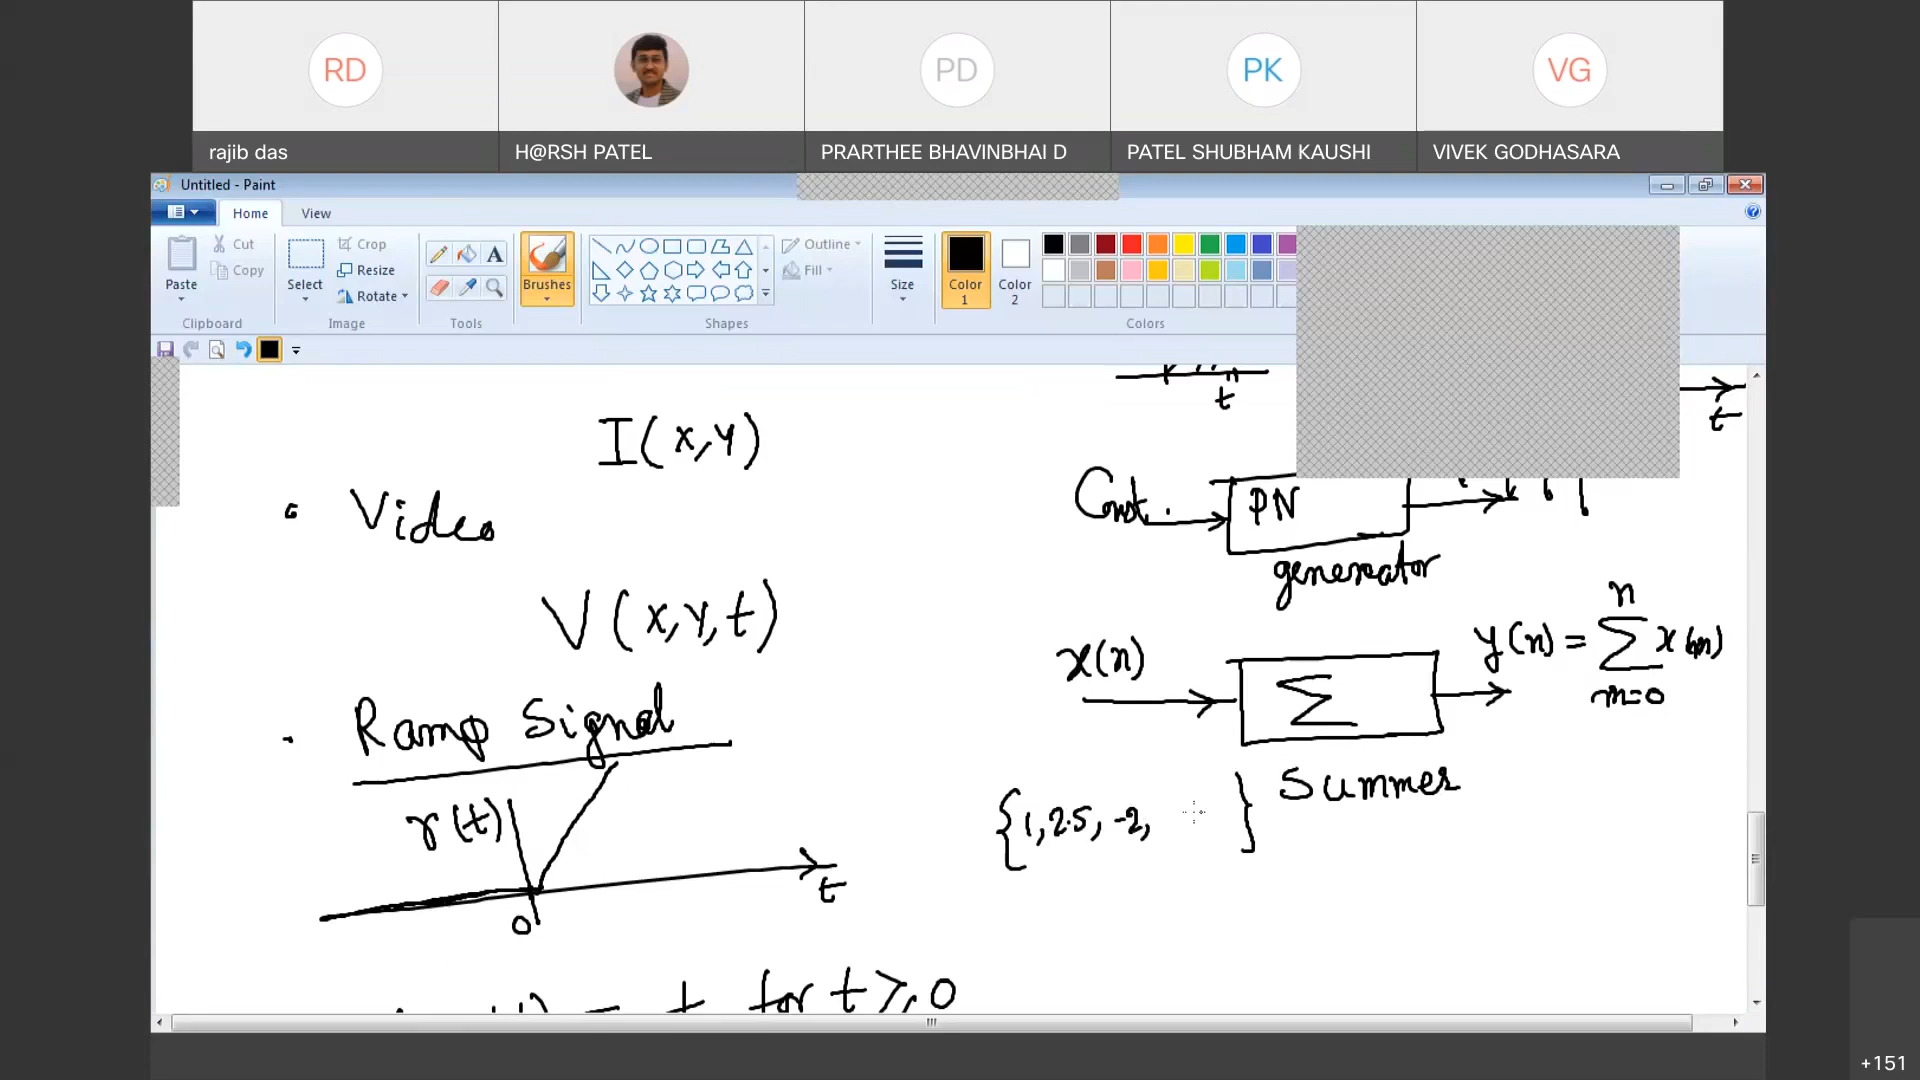 RD
PD
PK
VG
rajib das
H@RSH PATEL
PRARTHEE BHAVINBHAI D
PATEL SHUBHAM KAUSHI
VIVEK GODHASARA
Untitled - Paint
Home View
Paste
Cut
Copy
Clipboard
Select
Crop
Resize
Rotate
Image
A
Tools
Brushes
Shapes
Outline
Fill
Size
Color 1
Color 2
Colors
I(x,y)
Video
V(x,y,t)
Ramp Signal
r(t)
t
0
= t for t ≥ 0
t
t
Const.
PN
generator
x(n)
Σ
y(n) = Σ x(m)
n
m=0
Summer
{1, 2.5, -2, }
+151